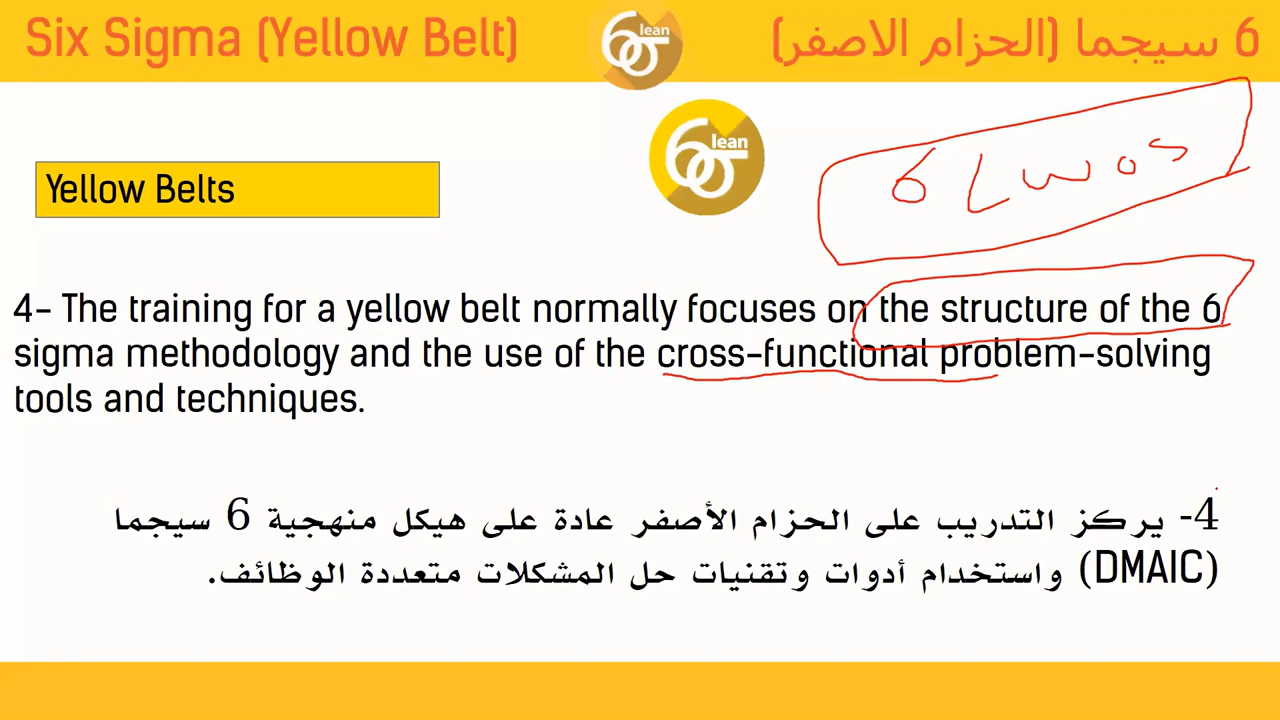 Six Sigma (Yellow Belt)
6σ lean
6 سيجما (الحزام الاصفر)
6σ lean
Yellow Belts
4- The training for a yellow belt normally focuses on the structure of the 6
sigma methodology and the use of the cross-functional problem-solving
tools and techniques.
4- يركز التدريب على الحزام الأصفر عادة على هيكل منهجية 6 سيجما
(DMAIC) واستخدام أدوات وتقنيات حل المشكلات متعددة الوظائف.